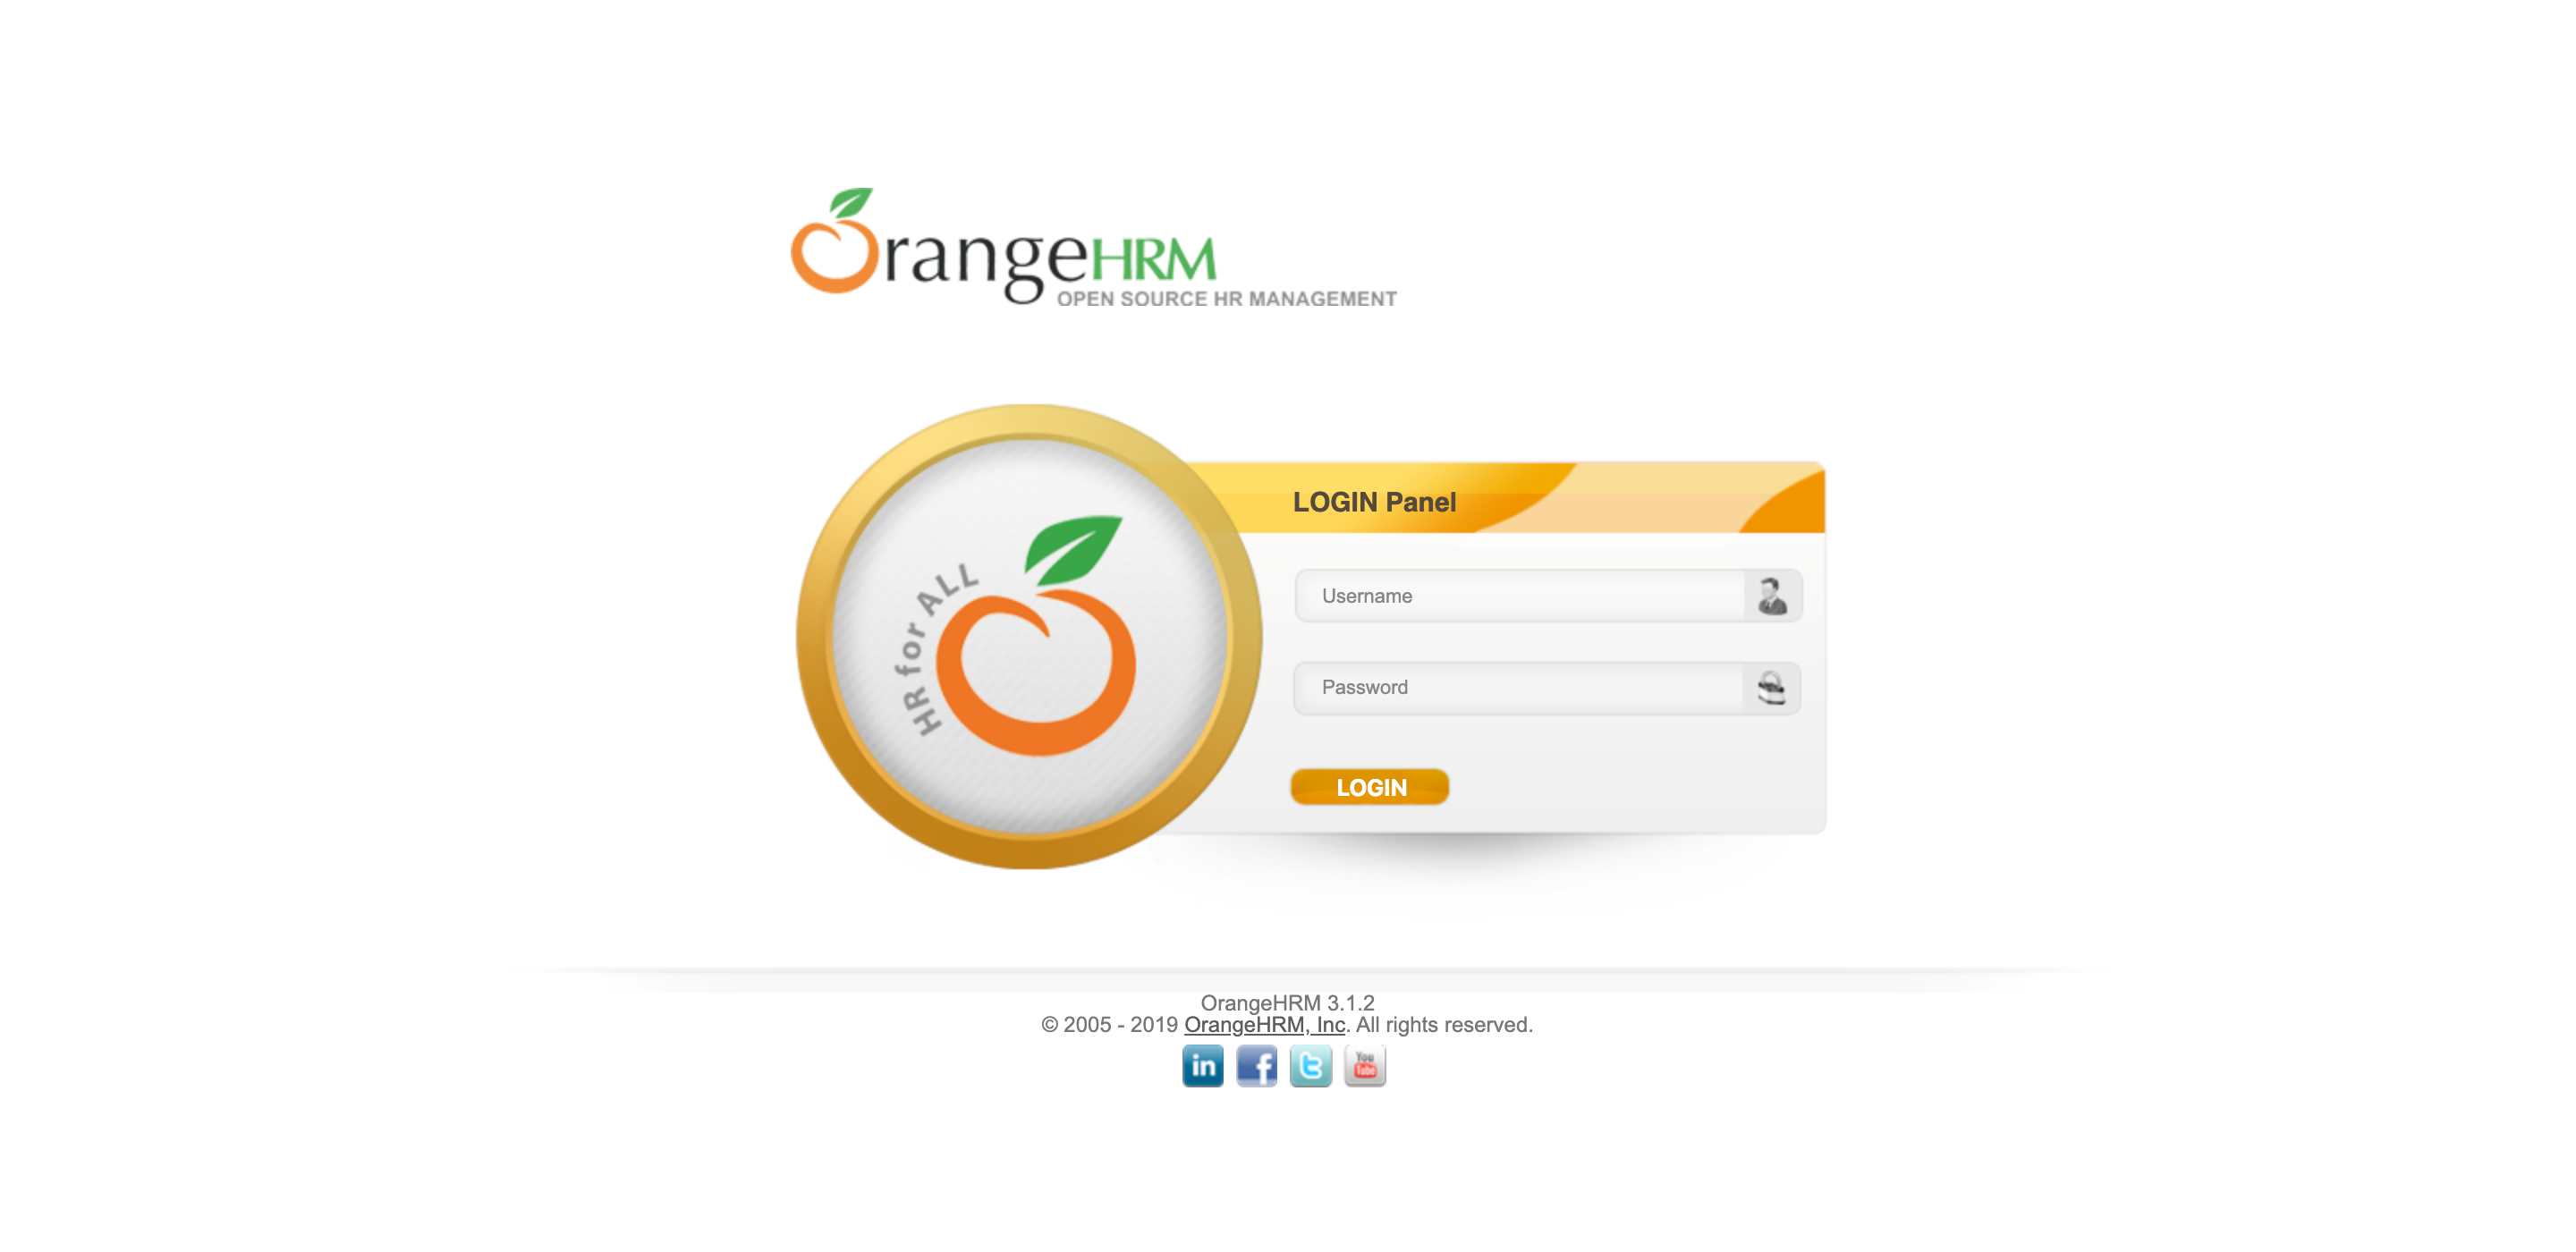 OrangeHRM
OPEN SOURCE HR MANAGEMENT
HR for ALL
LOGIN Panel
Username
Password
LOGIN
OrangeHRM 3.1.2
© 2005 - 2019 OrangeHRM, Inc. All rights reserved.
in f t You Tube